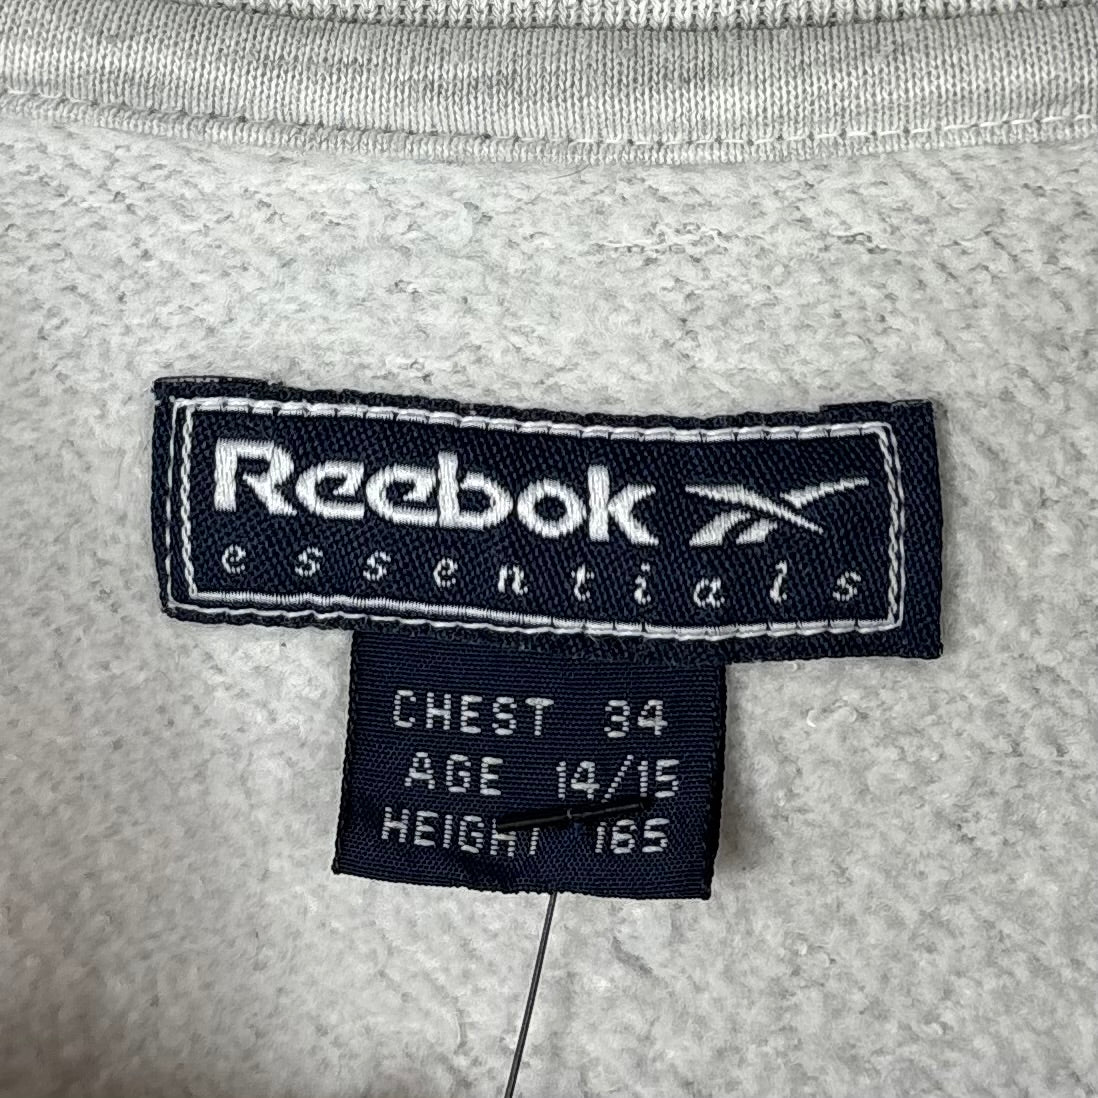 Reebok
essentials
CHEST 34
AGE 14/15
HEIGHT 165